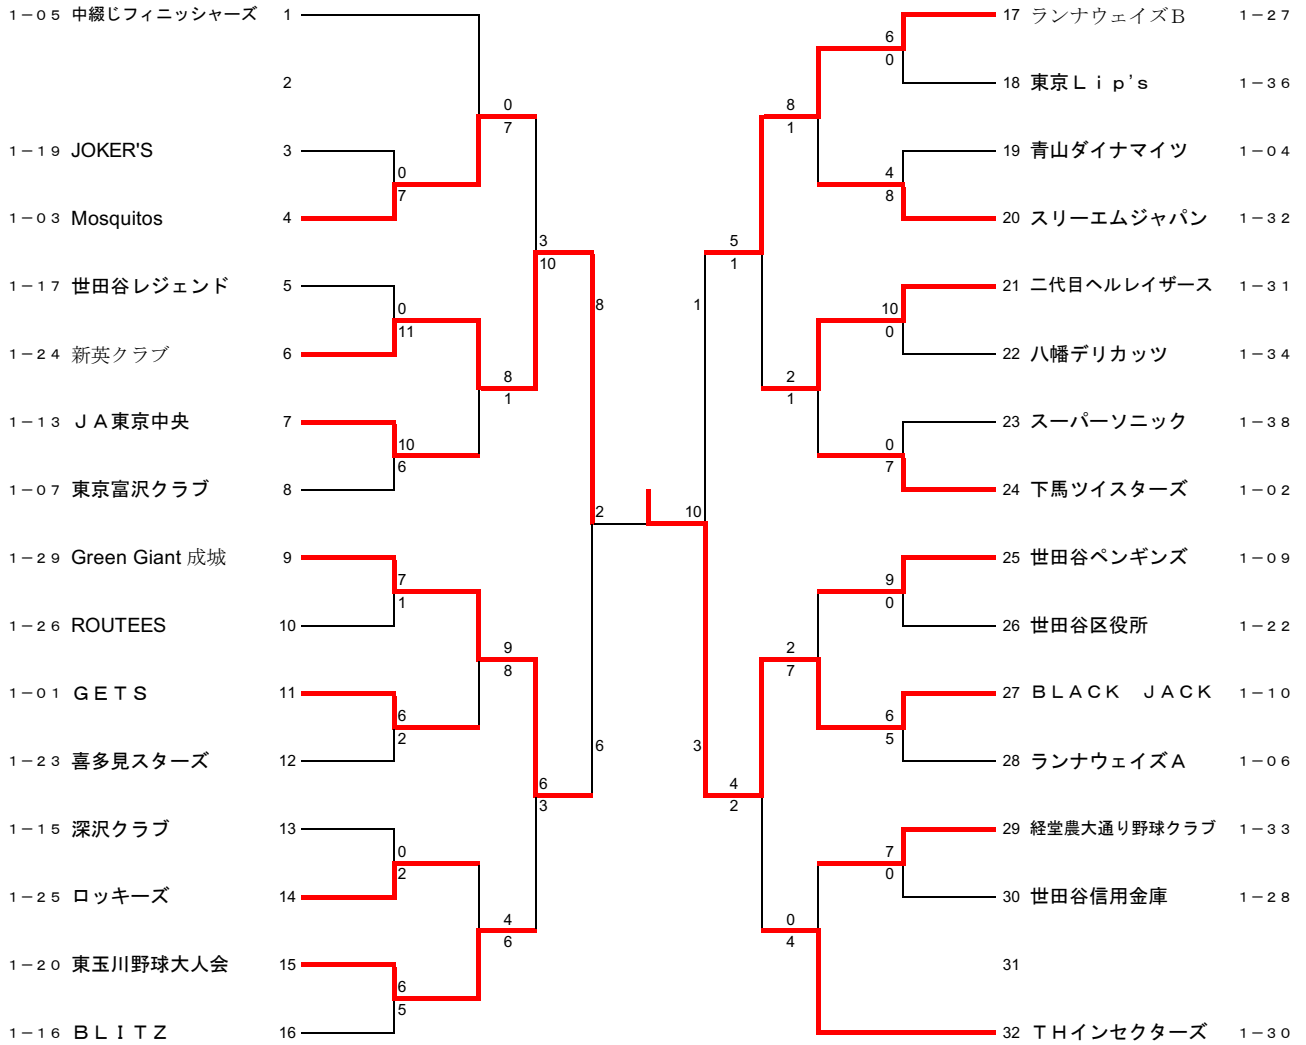 1－05 中綴じフィニッシャーズ 1
2
1－19 JOKER'S 3
1－03 Mosquitos 4
1－17 世田谷レジェンド 5
1－24 新英クラブ 6
1－13 ＪＡ東京中央 7
1－07 東京富沢クラブ 8
1－29 Green Giant 成城 9
1－26 ROUTEES 10
1－01 ＧＥＴＳ 11
1－23 喜多見スターズ 12
1－15 深沢クラブ 13
1－25 ロッキーズ 14
1－20 東玉川野球大人会 15
1－16 ＢＬＩＴＺ 16
0
7
0
7
3
10
0
11
8
1
10
6
8
7
1
9
8
6
2
6
3
0
2
4
6
6
5
2
6
10
1
3
5
1
8
1
6
0
4
8
2
1
10
0
0
7
4
2
2
7
9
0
6
5
0
4
7
0
17 ランナウェイズＢ 1－27
18 東京Ｌｉｐ's 1－36
19 青山ダイナマイツ 1－04
20 スリーエムジャパン 1－32
21 二代目ヘルレイザース 1－31
22 八幡デリカッツ 1－34
23 スーパーソニック 1－38
24 下馬ツイスターズ 1－02
25 世田谷ペンギンズ 1－09
26 世田谷区役所 1－22
27 ＢＬＡＣＫ　ＪＡＣＫ 1－10
28 ランナウェイズＡ 1－06
29 経堂農大通り野球クラブ 1－33
30 世田谷信用金庫 1－28
31
32 ＴＨインセクターズ 1－30